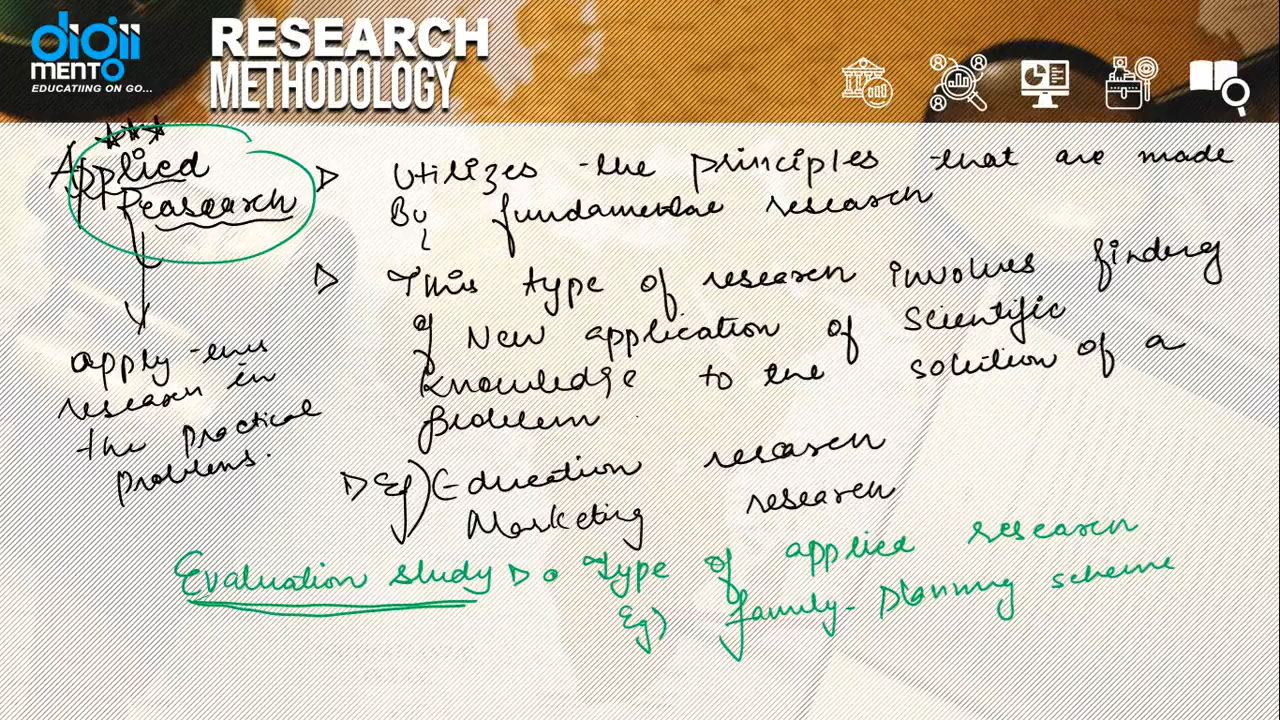 digii
MENTO
EDUCATIING ON GO...
RESEARCH
METHODOLOGY
Applied
Reasearch
apply this
research in
the practical
problems.
Utilizes the principles that are made
By fundamental research
This type of research involves finding
of New application of scientific
knowledge to the solution of a
problem
Eg) Education research
Marketing research
Evaluation study
Type of applied research
Eg) family-planning scheme